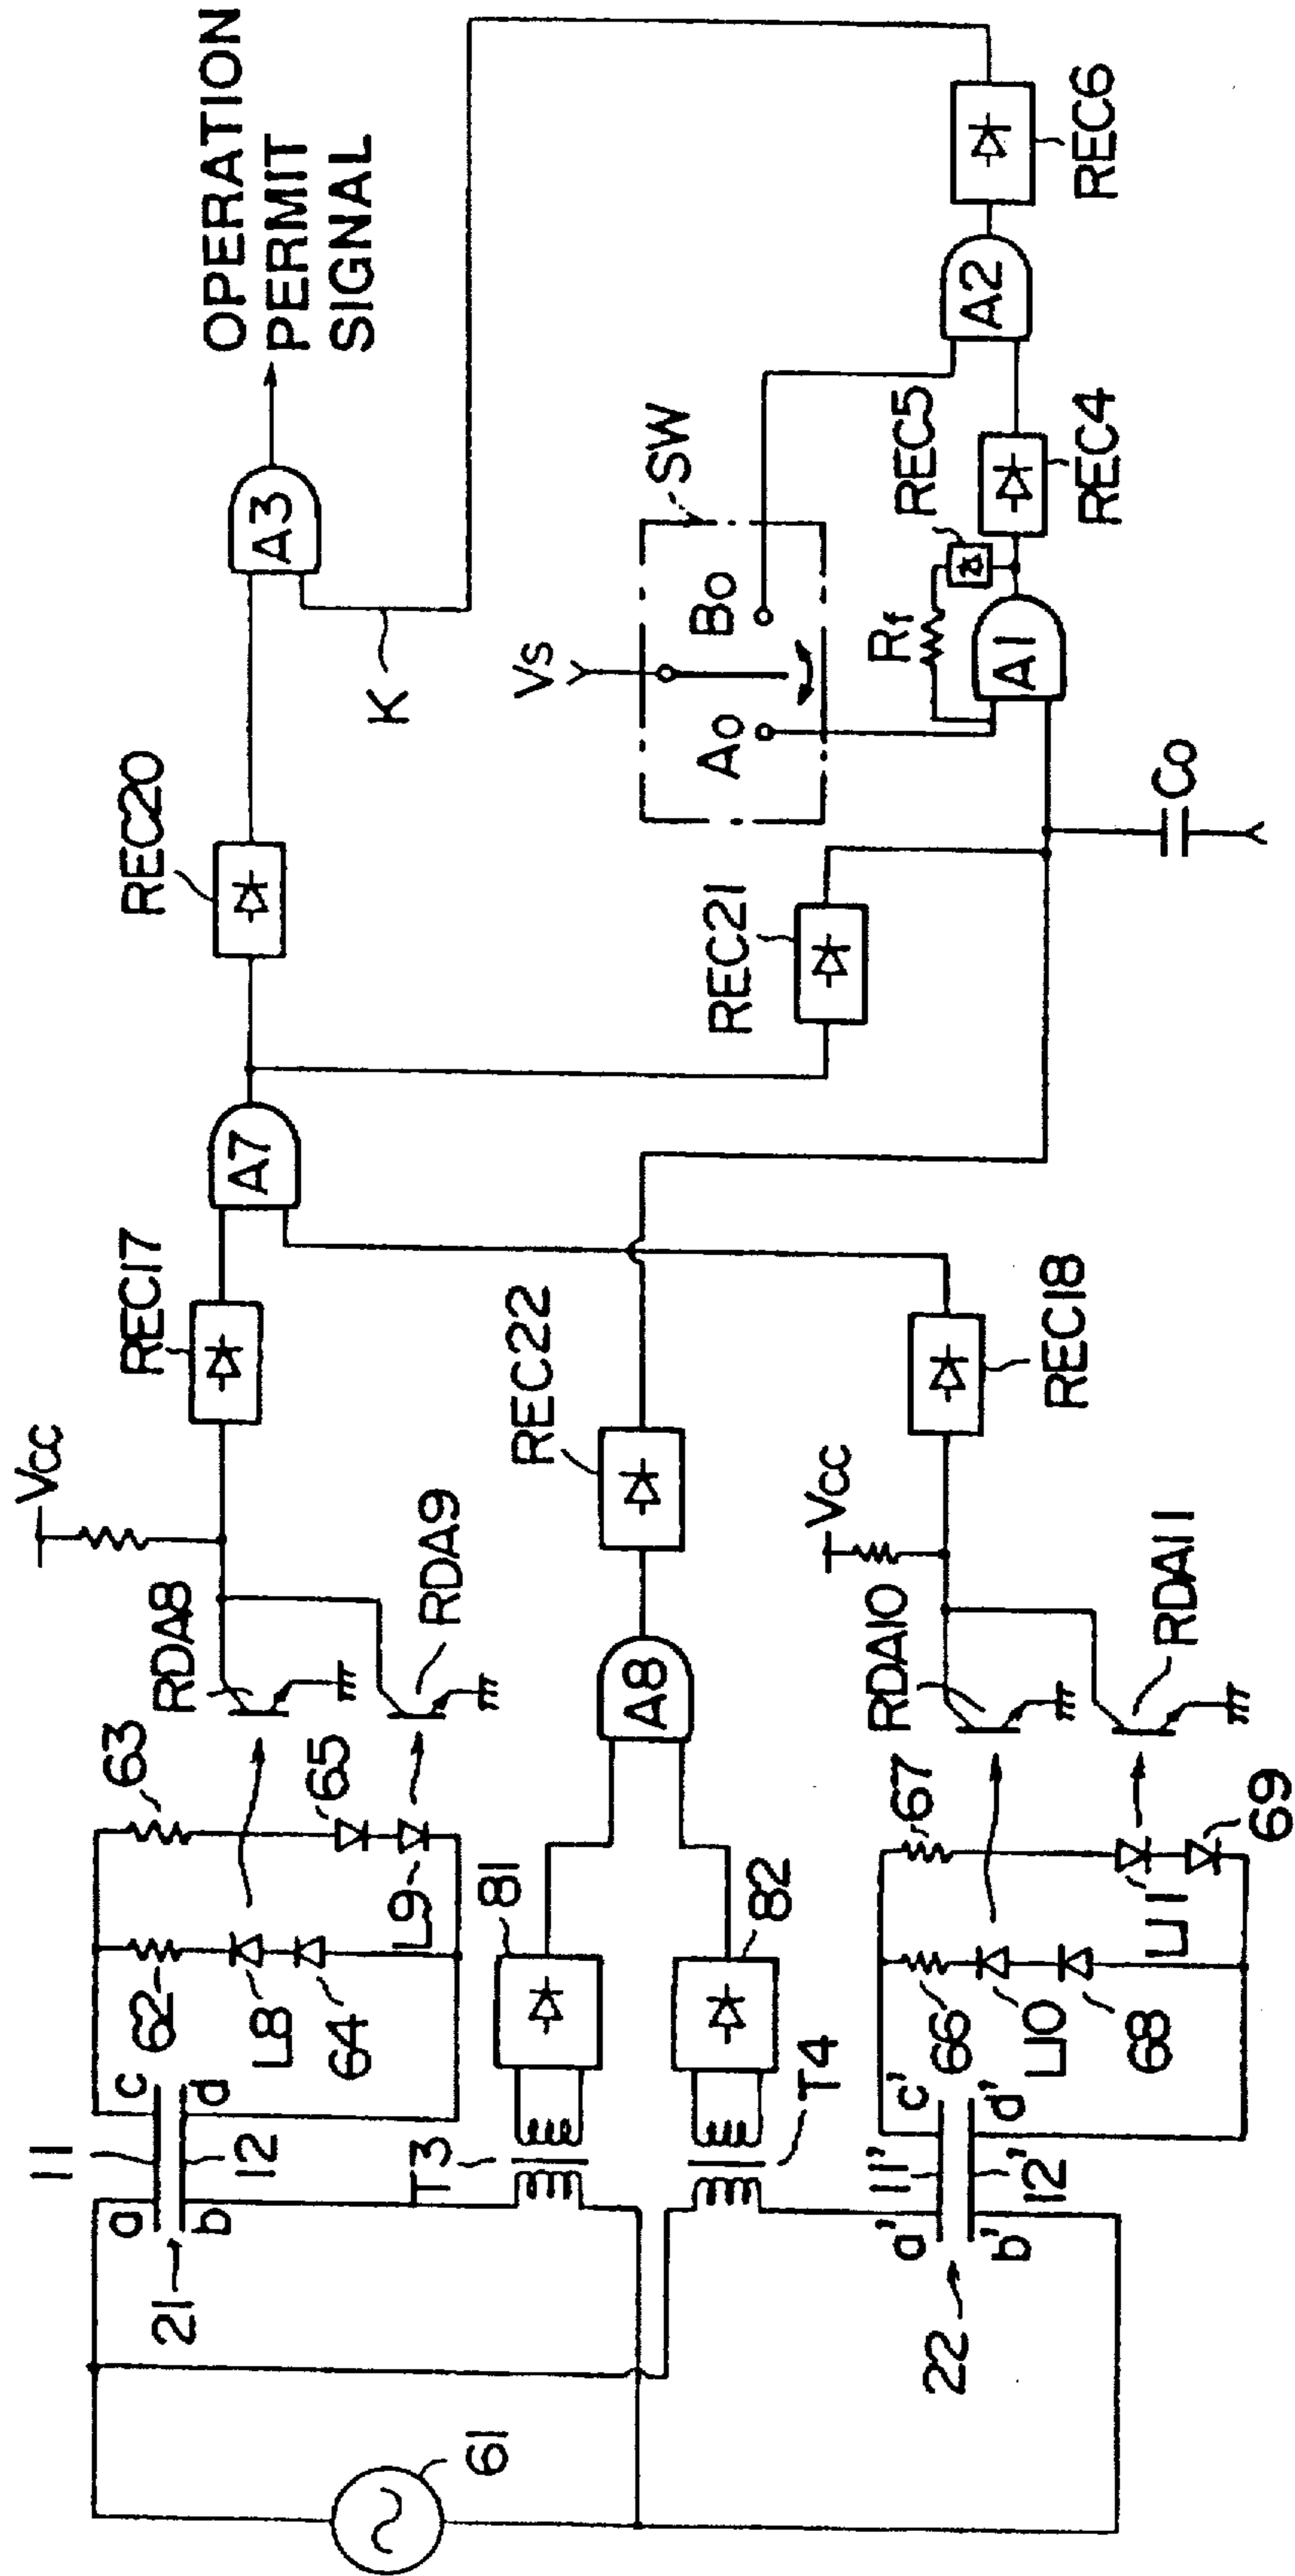 OPERATION
PERMIT
SIGNAL
A3
K
REC6
A2
SW
REC5
REC4
Vs
Bo
Ao
Rf
A1
Co
REC20
REC21
A7
REC17
REC22
REC18
Vcc
Vcc
RDA8
RDA9
RDA10
RDA11
A8
63
65
L9
62
L8
64
81
82
67
69
L11
66
L10
68
T3
T4
11
12
a
b
c
d
21
11'
12'
a'
b'
c'
d'
22
61